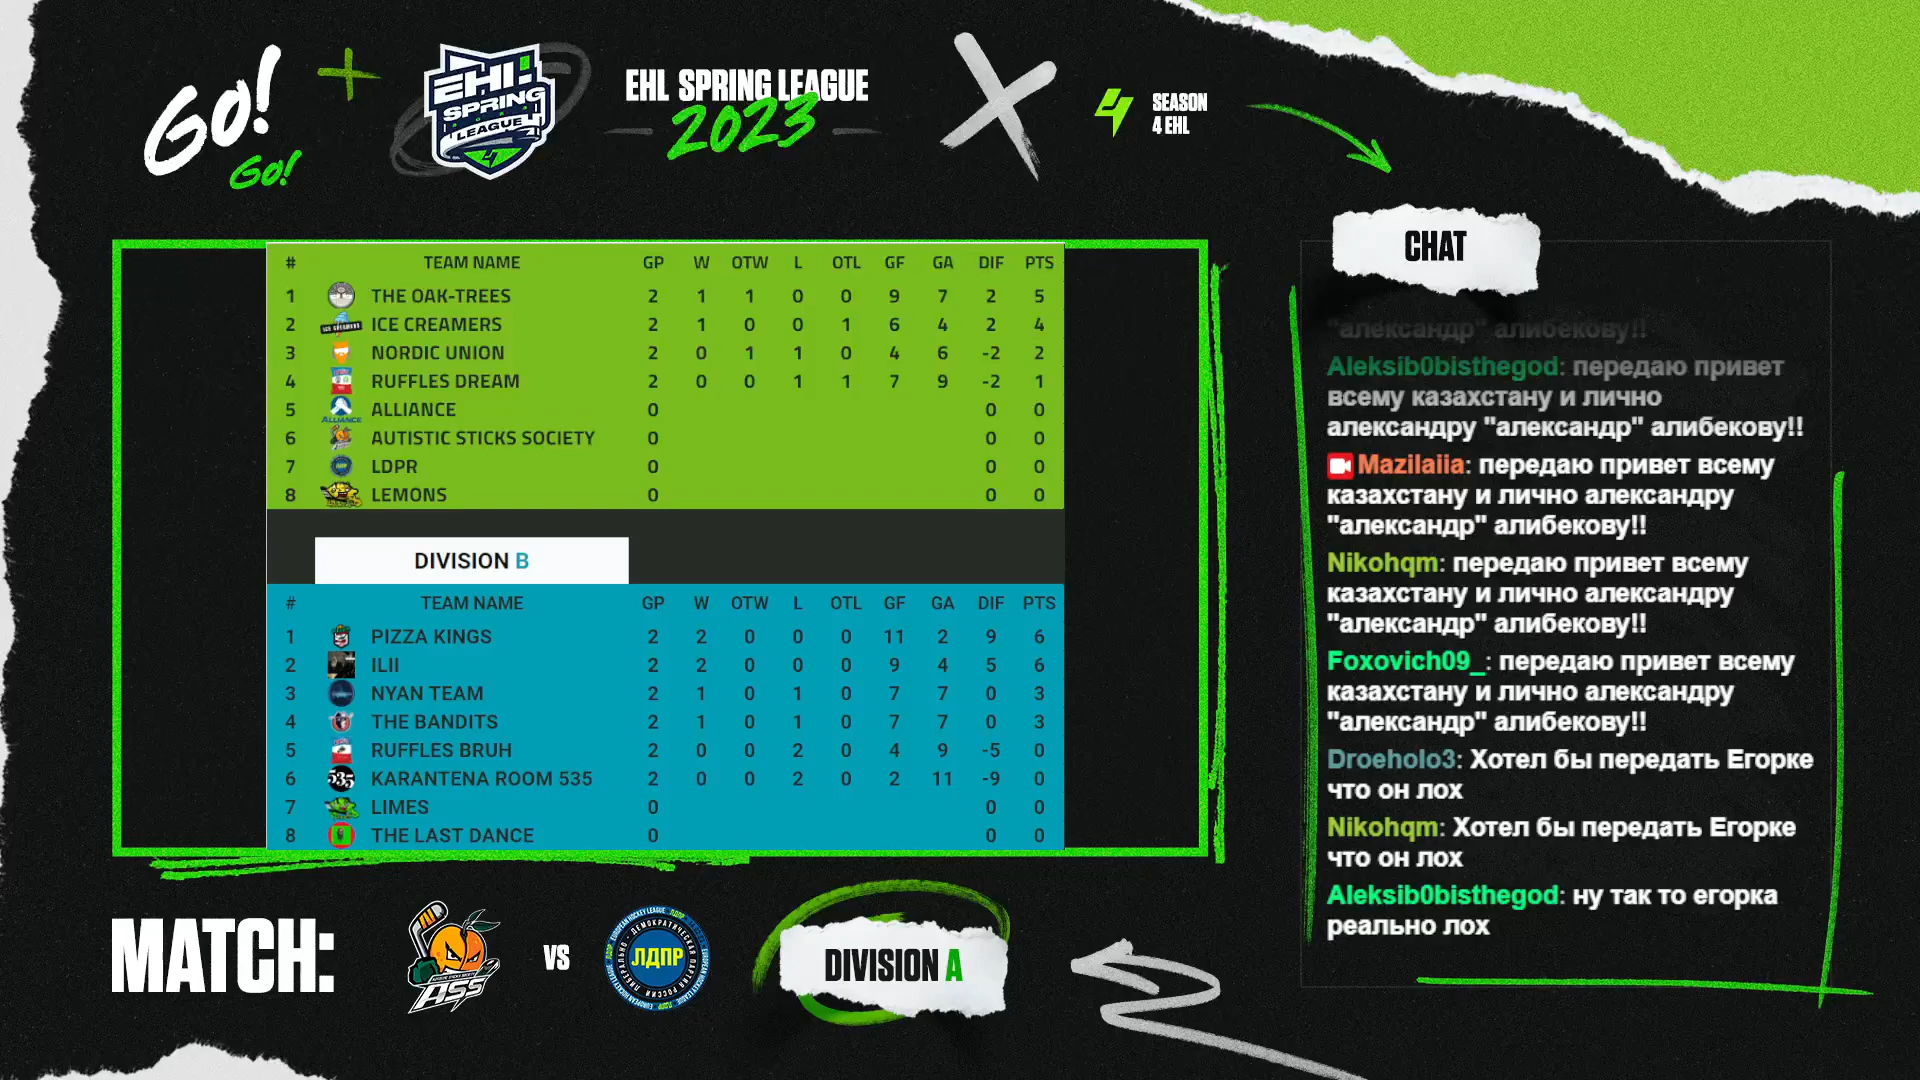 GO!
GO!
EHL:
SPRING
LEAGUE
EHL SPRING LEAGUE
2023
SEASON
4 EHL
CHAT
# TEAM NAME GP W OTW L OTL GF GA DIF PTS
1 THE OAK-TREES 2 1 1 0 0 9 7 2 5
2 ICE CREAMERS 2 1 0 0 1 6 4 2 4
3 NORDIC UNION 2 0 1 1 0 4 6 -2 2
4 RUFFLES DREAM 2 0 0 1 1 7 9 -2 1
5 ALLIANCE 0 0 0
6 AUTISTIC STICKS SOCIETY 0 0 0
7 LDPR 0 0 0
8 LEMONS 0 0 0
DIVISION B
# TEAM NAME GP W OTW L OTL GF GA DIF PTS
1 PIZZA KINGS 2 2 0 0 0 11 2 9 6
2 ILII 2 2 0 0 0 9 4 5 6
3 NYAN TEAM 2 1 0 1 0 7 7 0 3
4 THE BANDITS 2 1 0 1 0 7 7 0 3
5 RUFFLES BRUH 2 0 0 2 0 4 9 -5 0
6 535 KARANTENA ROOM 535 2 0 0 2 0 2 11 -9 0
7 LIMES 0 0 0
8 THE LAST DANCE 0 0 0
"александр" алибекову!!
Aleksib0bisthegod: передаю привет
всему казахстану и лично
александру "александр" алибекову!!
Mazilaiia: передаю привет всему
казахстану и лично александру
"александр" алибекову!!
Nikohqm: передаю привет всему
казахстану и лично александру
"александр" алибекову!!
Foxovich09_: передаю привет всему
казахстану и лично александру
"александр" алибекову!!
Droeholo3: Хотел бы передать Егорке
что он лох
Nikohqm: Хотел бы передать Егорке
что он лох
Aleksib0bisthegod: ну так то егорка
реально лох
MATCH:
ASS
VS
EUROPEAN HOCKEY LEAGUE
ЛИБЕРАЛЬНО - ДЕМОКРАТИЧЕСКАЯ ПАРТИЯ РОССИИ
ЛДПР
DIVISION A